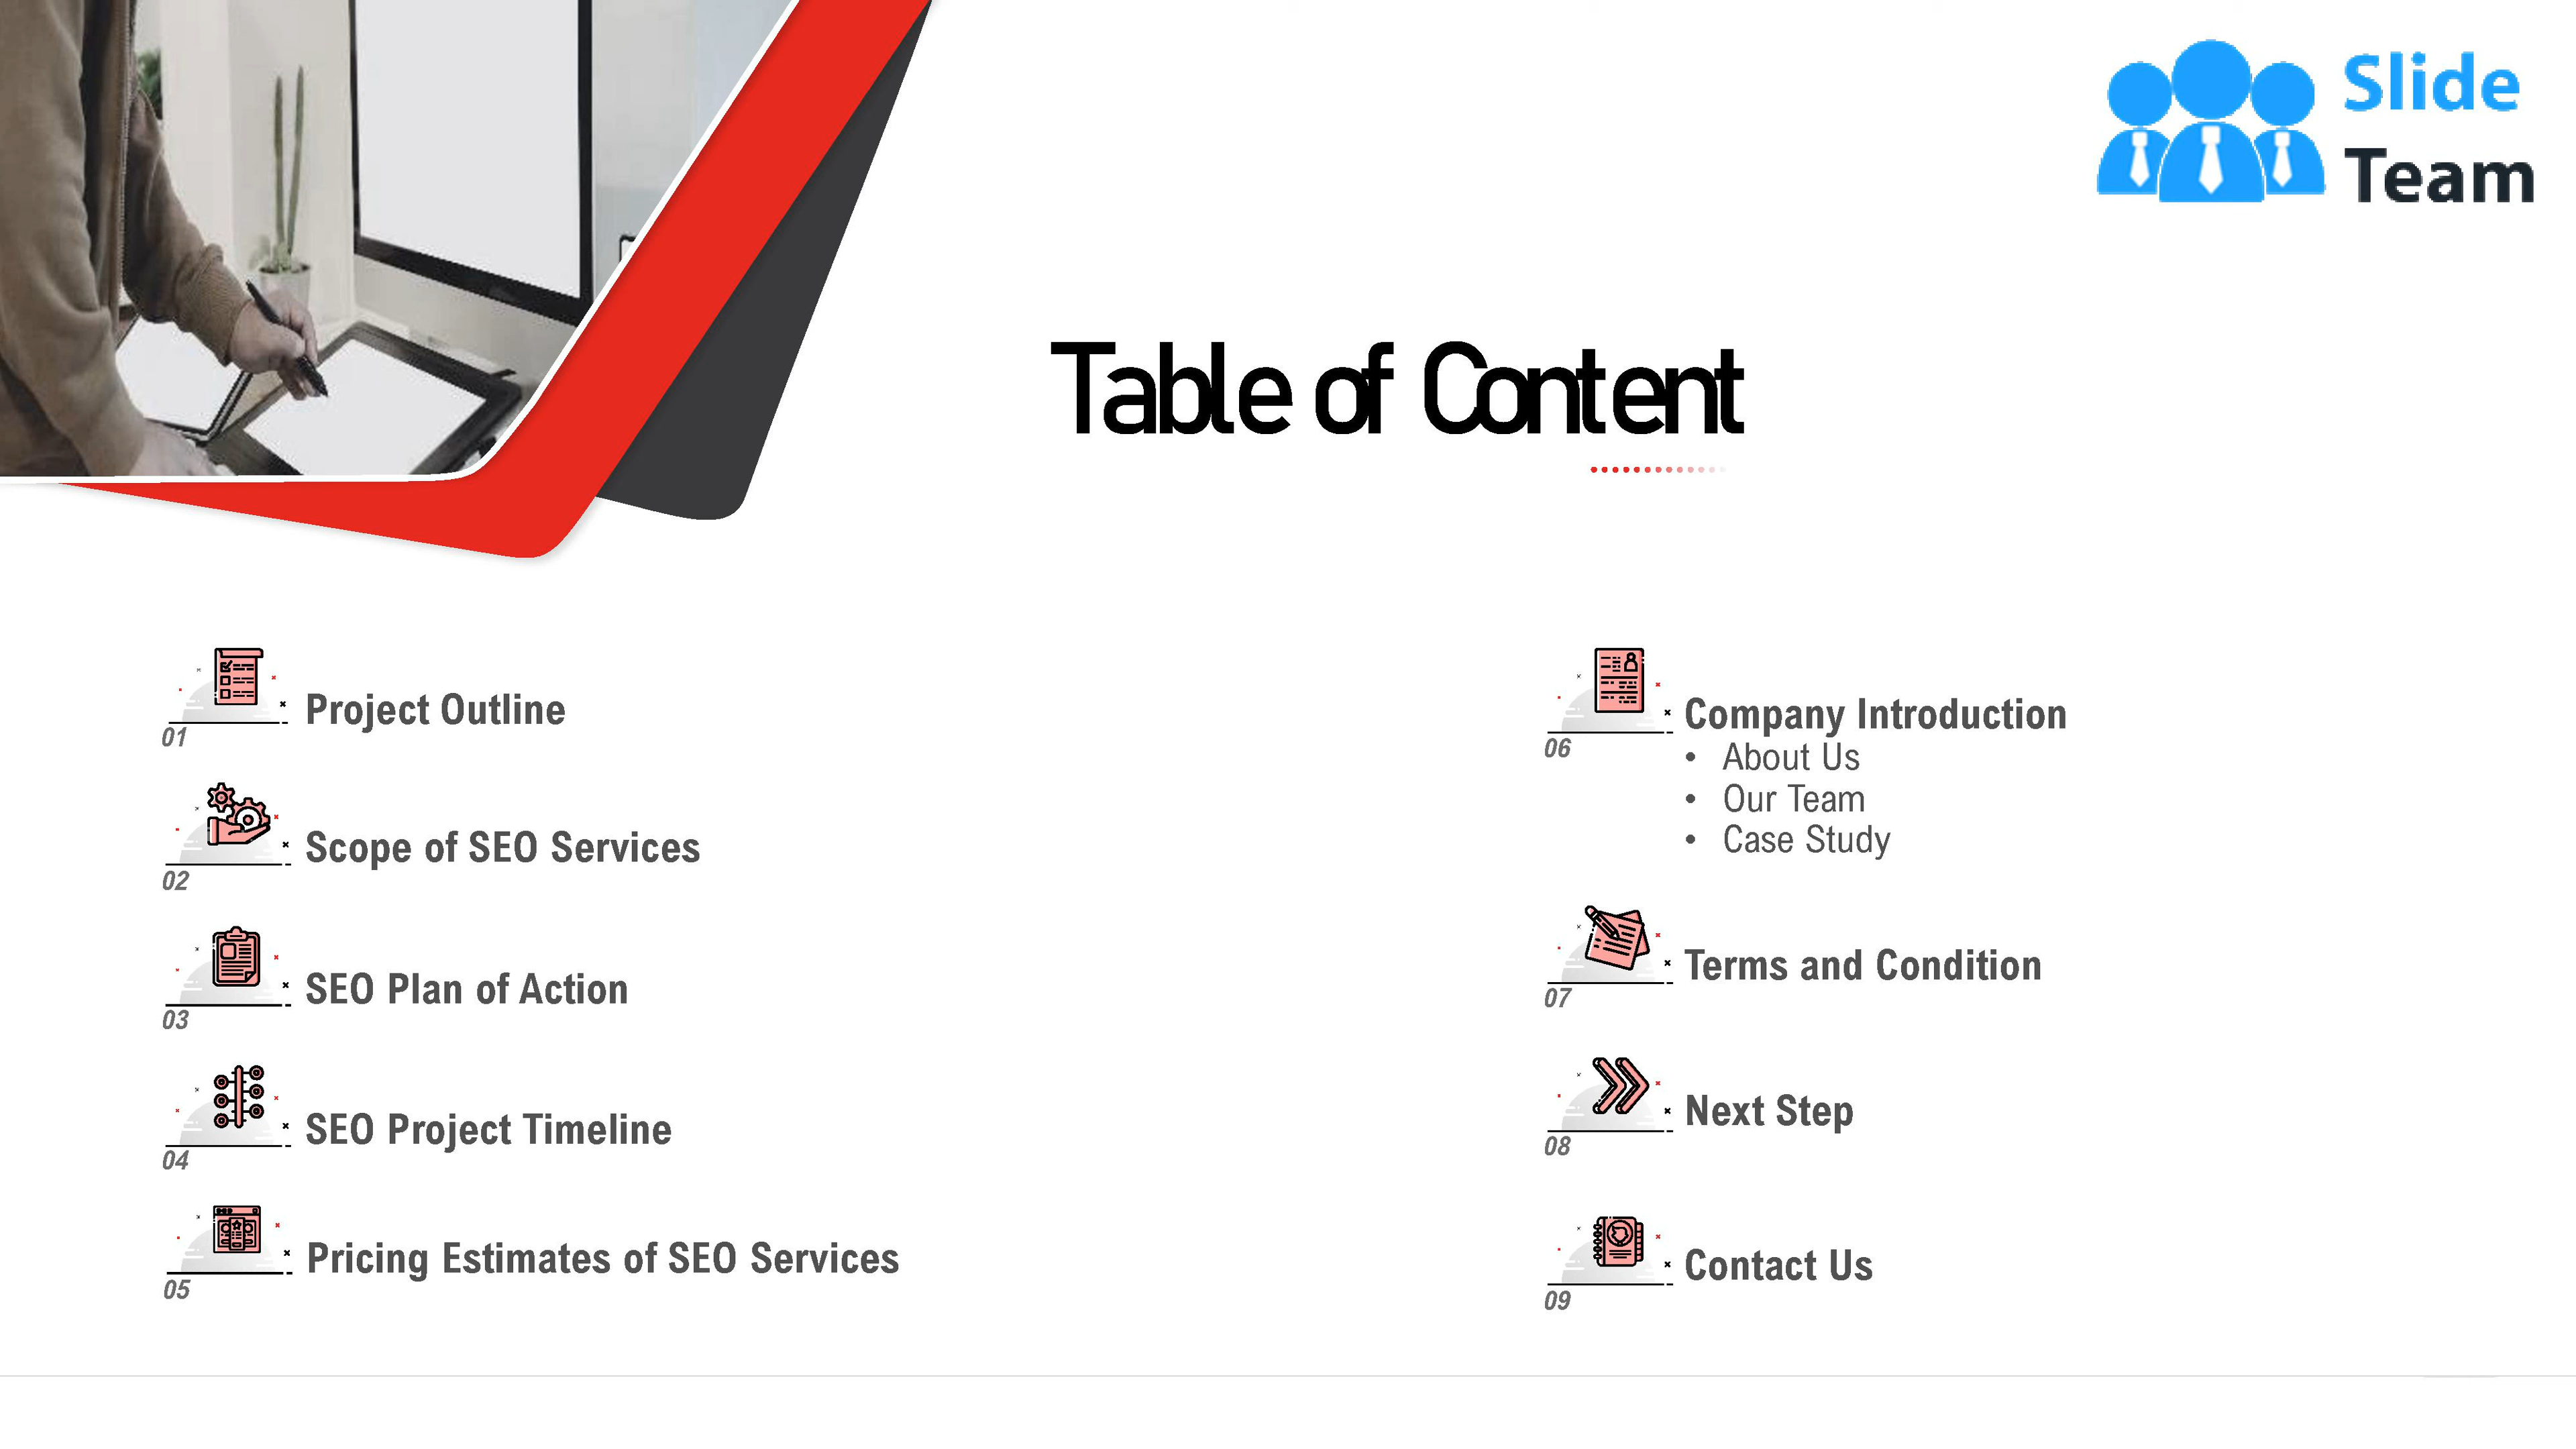 Slide
Team
Table of Content
01
Project Outline
02
Scope of SEO Services
03
SEO Plan of Action
04
SEO Project Timeline
05
Pricing Estimates of SEO Services
06
Company Introduction
• About Us
• Our Team
• Case Study
07
Terms and Condition
08
Next Step
09
Contact Us